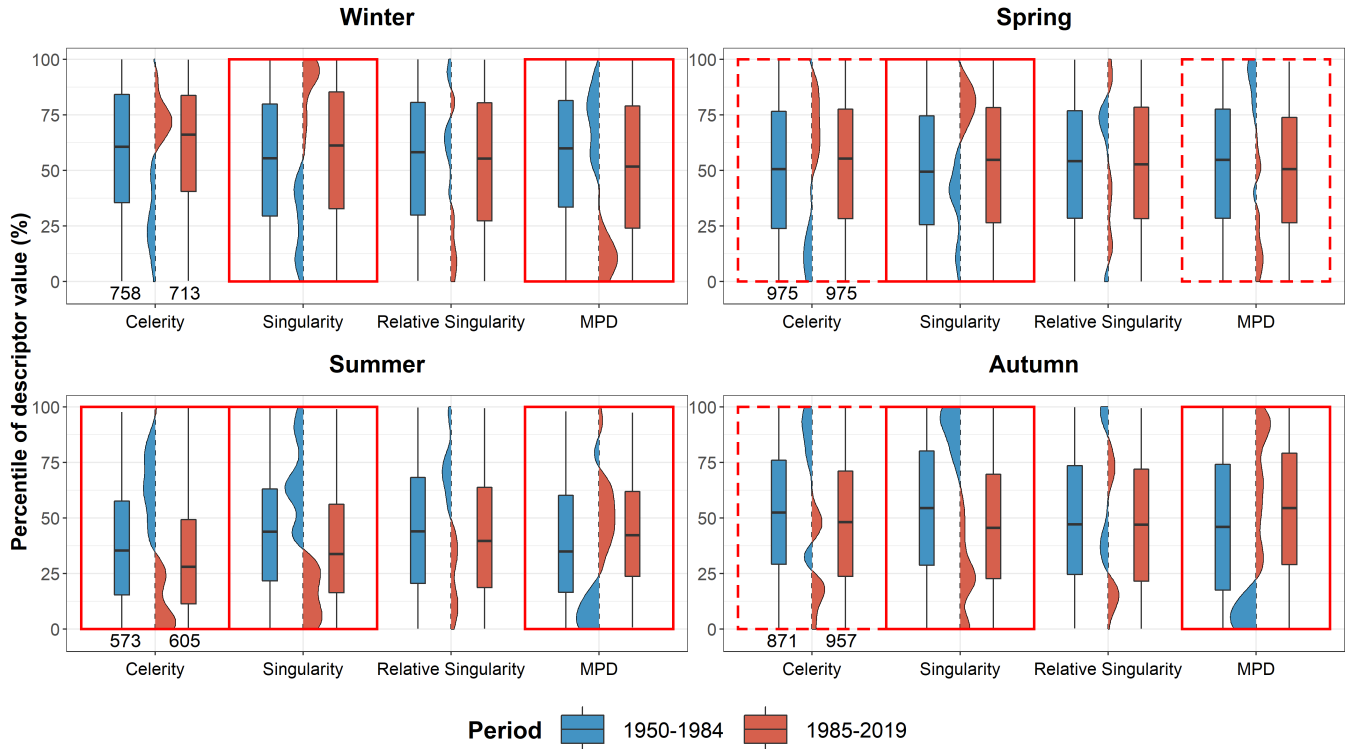 Winter
Spring
Percentile of descriptor value (%)
100
75
50
25
0
758
713
Celerity
Singularity
Relative Singularity
MPD
100
75
50
25
0
975
975
Celerity
Singularity
Relative Singularity
MPD
Summer
Autumn
100
75
50
25
0
573
605
Celerity
Singularity
Relative Singularity
MPD
100
75
50
25
0
871
957
Celerity
Singularity
Relative Singularity
MPD
Period 1950-1984 1985-2019